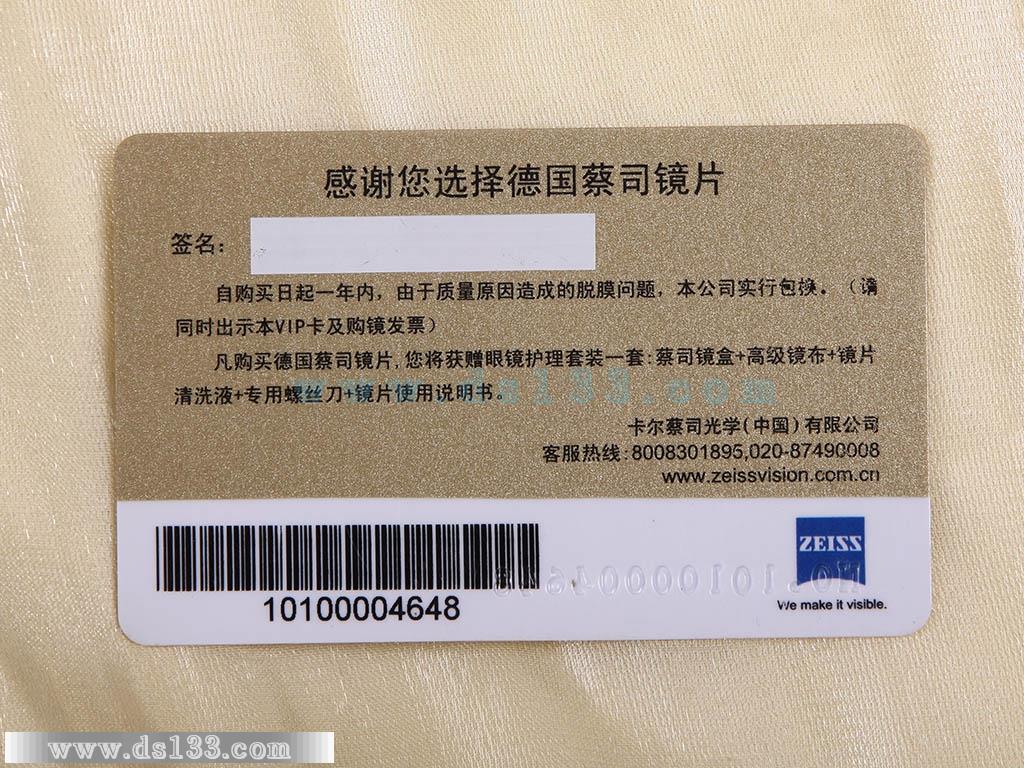 感谢您选择德国蔡司镜片
签名：
自购买日起一年内，由于质量原因造成的脱膜问题，本公司实行包换。（请
同时出示本VIP卡及购镜发票）
凡购买德国蔡司镜片,您将获赠眼镜护理套装一套:蔡司镜盒+高级镜布+镜片
清洗液+专用螺丝刀+镜片使用说明书。
www.ds133.com
卡尔蔡司光学(中国)有限公司
客服热线:8008301895,020-87490008
www.zeissvision.com.cn
ZEISS
NO.10100004648
10100004648
We make it visible.
www.ds133.com